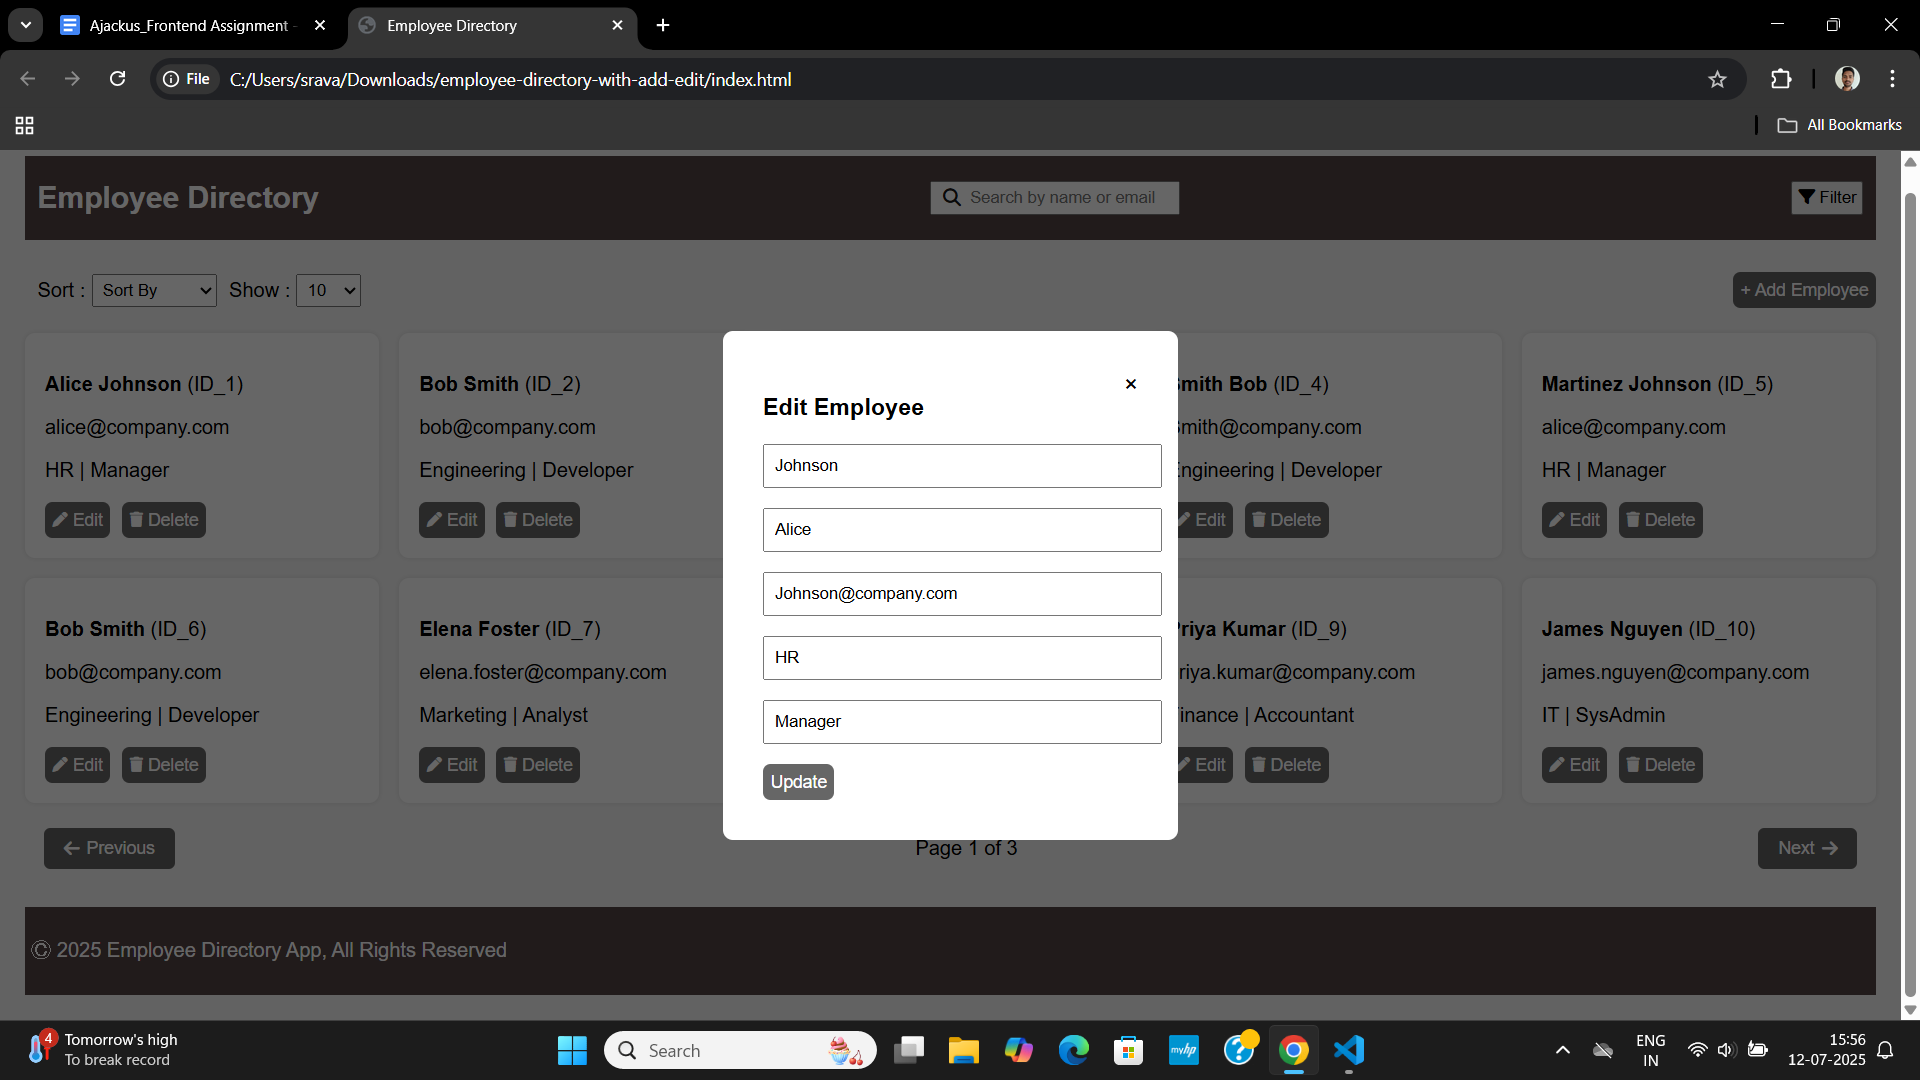 Ajackus_Frontend Assignment -
Employee Directory
File C:/Users/srava/Downloads/employee-directory-with-add-edit/index.html
All Bookmarks
Employee Directory
Search by name or email
Filter
Sort : Sort By Show : 10
+ Add Employee
Alice Johnson (ID_1)
alice@company.com
HR | Manager
Edit Delete
Bob Smith (ID_2)
bob@company.com
Engineering | Developer
Edit Delete
Smith Bob (ID_4)
smith@company.com
Engineering | Developer
Edit Delete
Martinez Johnson (ID_5)
alice@company.com
HR | Manager
Edit Delete
Bob Smith (ID_6)
bob@company.com
Engineering | Developer
Edit Delete
Elena Foster (ID_7)
elena.foster@company.com
Marketing | Analyst
Edit Delete
Priya Kumar (ID_9)
priya.kumar@company.com
Finance | Accountant
Edit Delete
James Nguyen (ID_10)
james.nguyen@company.com
IT | SysAdmin
Edit Delete
×
Edit Employee
Johnson
Alice
Johnson@company.com
HR
Manager
Update
← Previous
Page 1 of 3
Next →
© 2025 Employee Directory App, All Rights Reserved
4
Tomorrow's high
To break record
Search
myhp
ENG
IN
15:56
12-07-2025